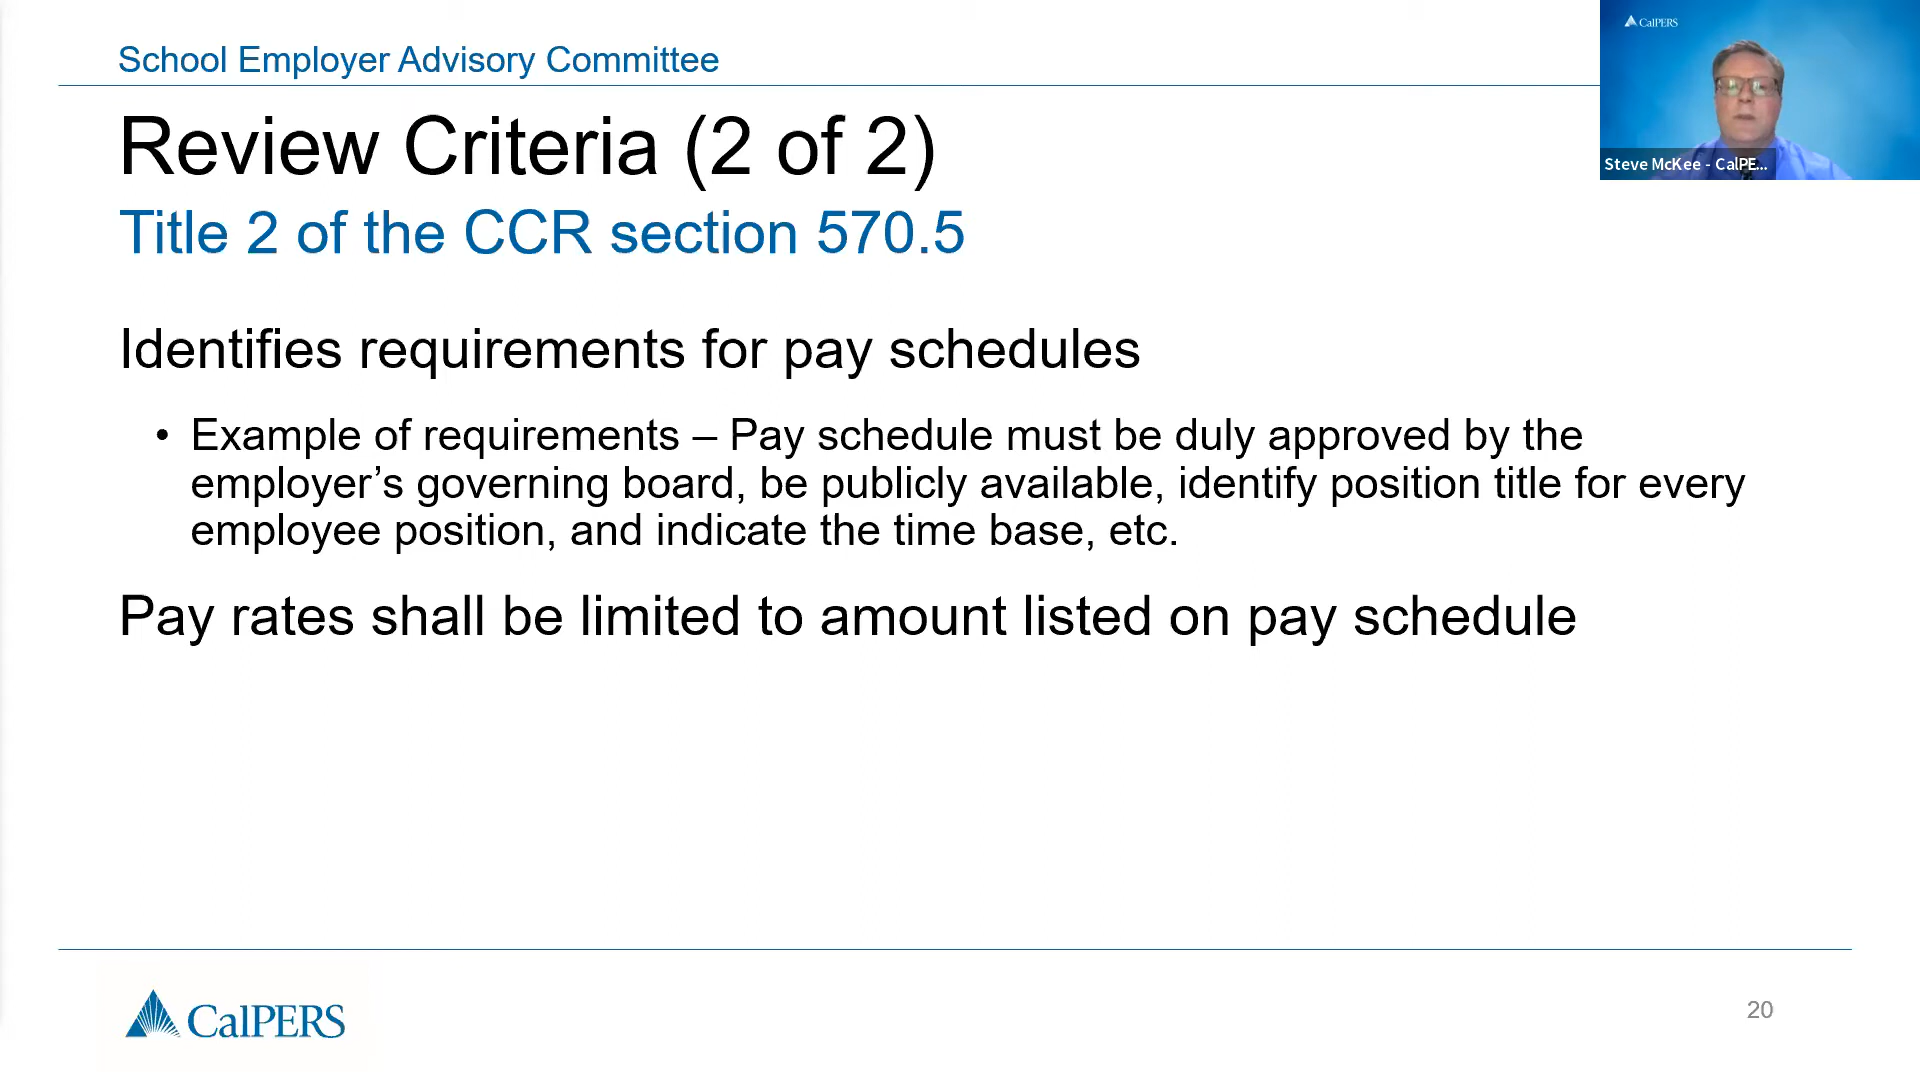 School Employer Advisory Committee
CalPERS
Steve McKee - CalPE...
Review Criteria (2 of 2)
Title 2 of the CCR section 570.5
Identifies requirements for pay schedules
• Example of requirements – Pay schedule must be duly approved by the
employer’s governing board, be publicly available, identify position title for every
employee position, and indicate the time base, etc.
Pay rates shall be limited to amount listed on pay schedule
CalPERS
20